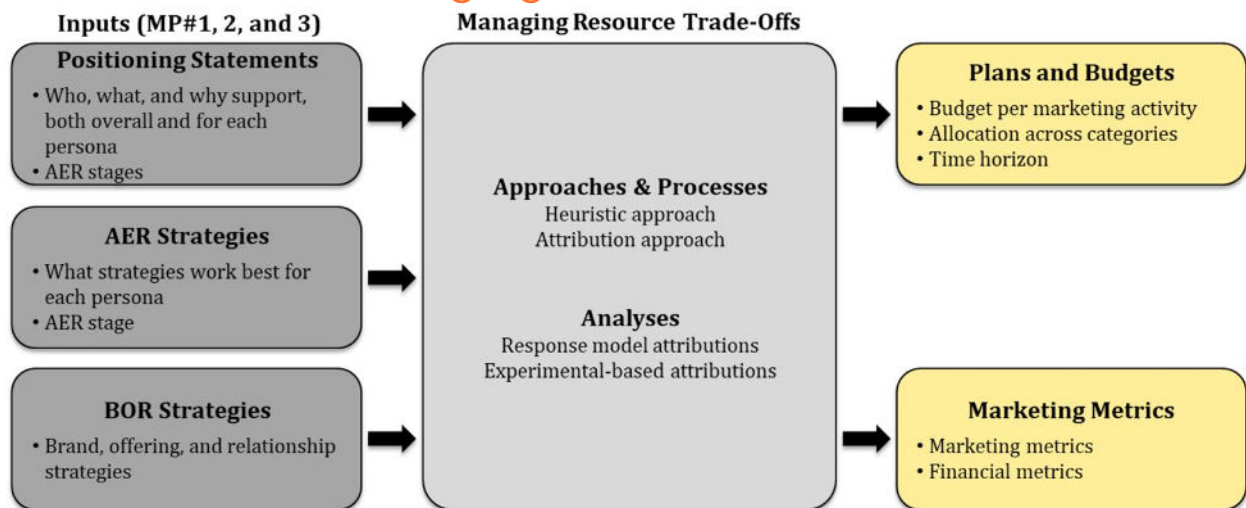 Inputs (MP#1, 2, and 3)
Positioning Statements
• Who, what, and why support,
both overall and for each
persona
• AER stages
AER Strategies
• What strategies work best for
each persona
• AER stage
BOR Strategies
• Brand, offering, and relationship
strategies
Managing Resource Trade-Offs
Approaches & Processes
Heuristic approach
Attribution approach
Analyses
Response model attributions
Experimental-based attributions
Plans and Budgets
• Budget per marketing activity
• Allocation across categories
• Time horizon
Marketing Metrics
• Marketing metrics
• Financial metrics